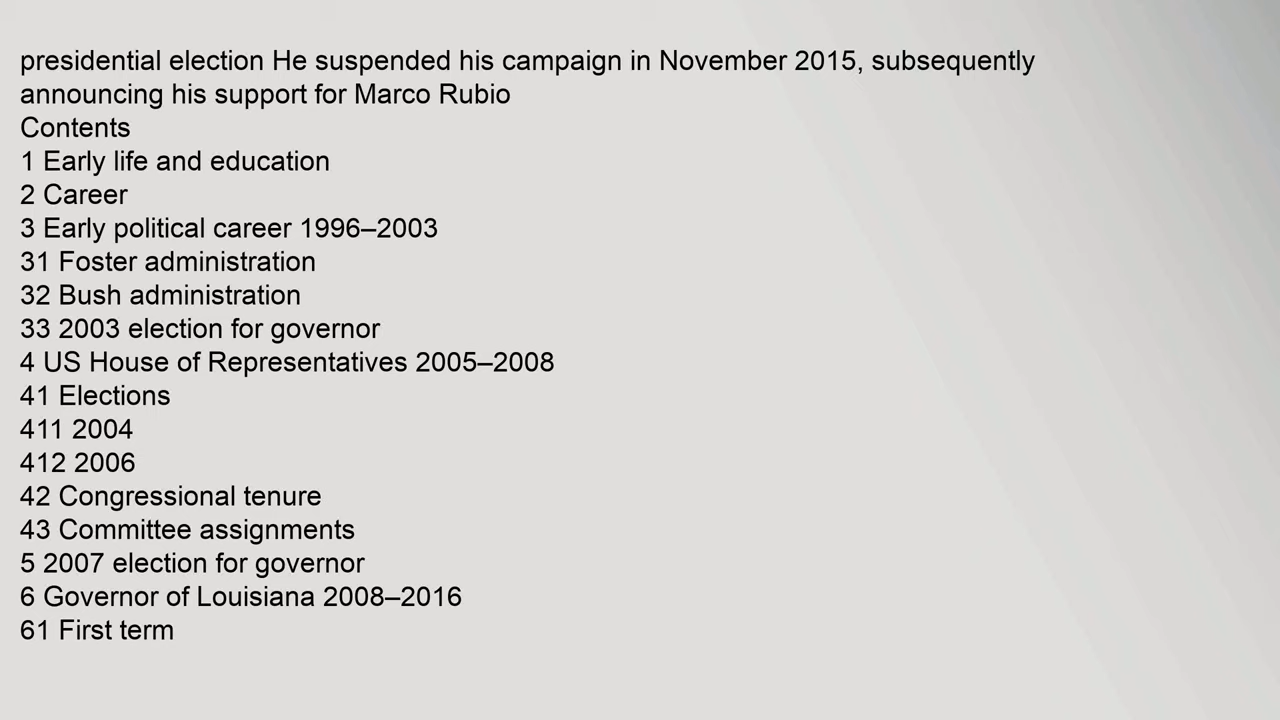 presidential election He suspended his campaign in November 2015, subsequently
announcing his support for Marco Rubio
Contents
1 Early life and education
2 Career
3 Early political career 1996–2003
31 Foster administration
32 Bush administration
33 2003 election for governor
4 US House of Representatives 2005–2008
41 Elections
411 2004
412 2006
42 Congressional tenure
43 Committee assignments
5 2007 election for governor
6 Governor of Louisiana 2008–2016
61 First term